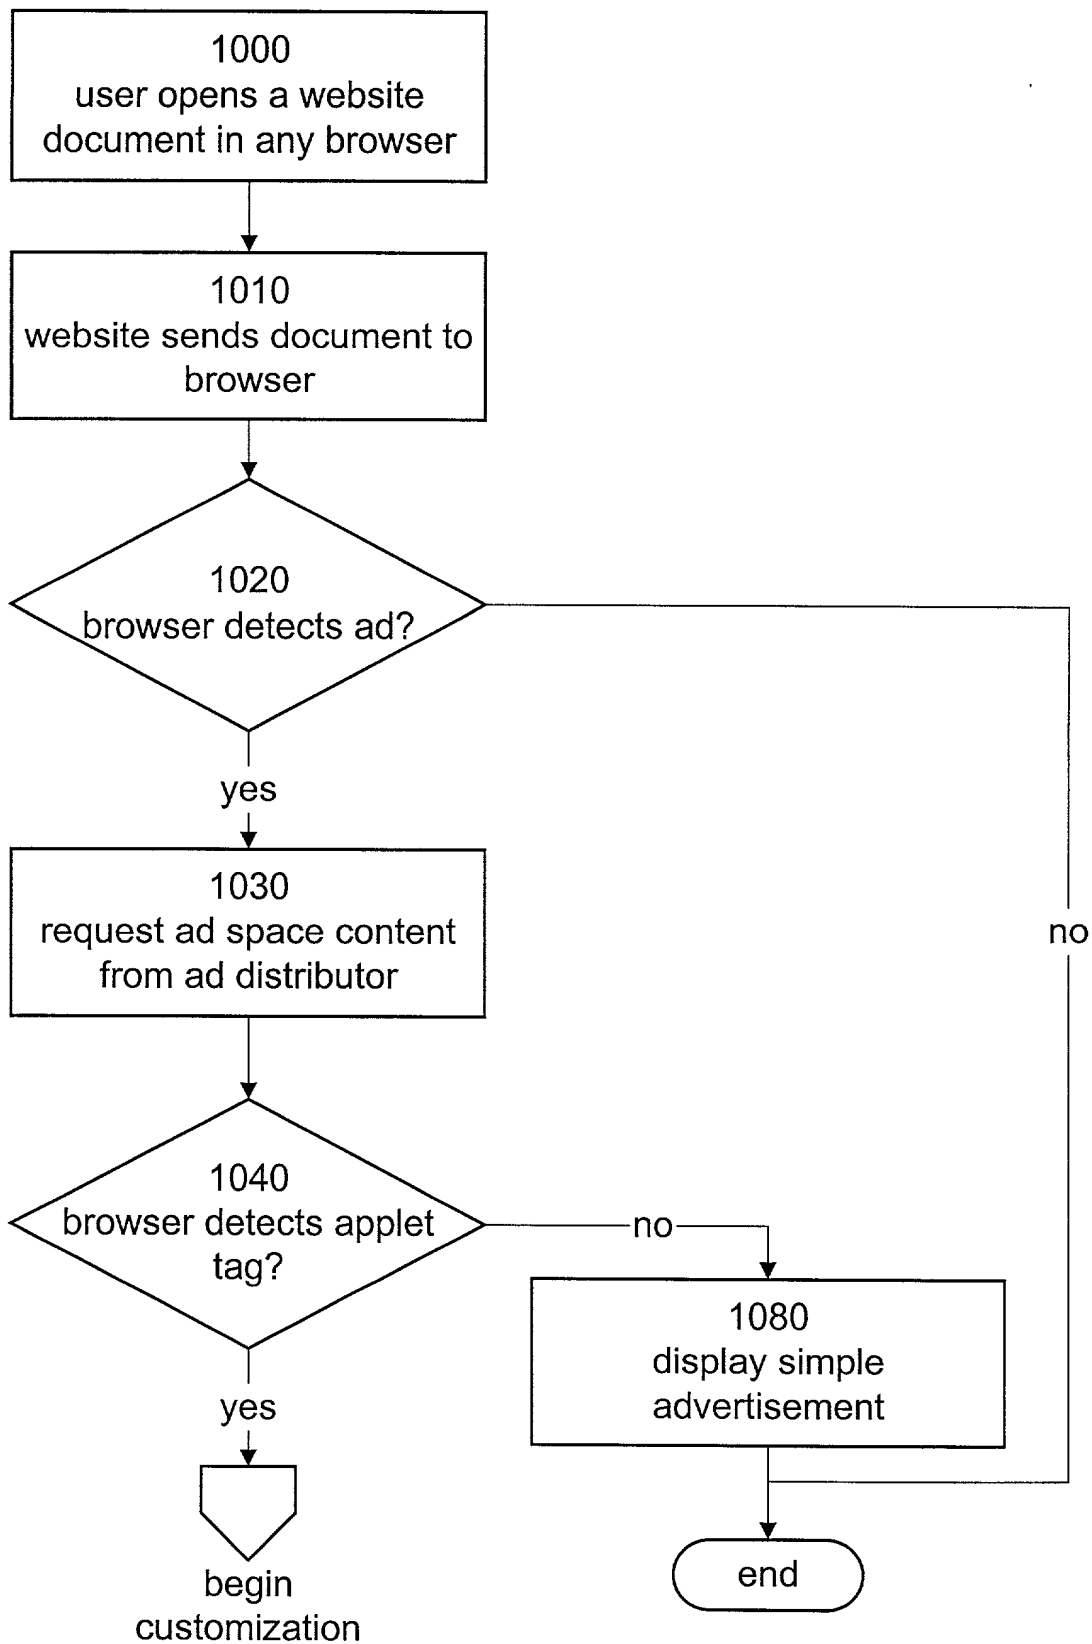 1000
user opens a website
document in any browser
1010
website sends document to
browser
1020
browser detects ad?
yes
1030
request ad space content
from ad distributor
no
1040
browser detects applet
tag?
no
1080
display simple
advertisement
yes
begin
customization
end